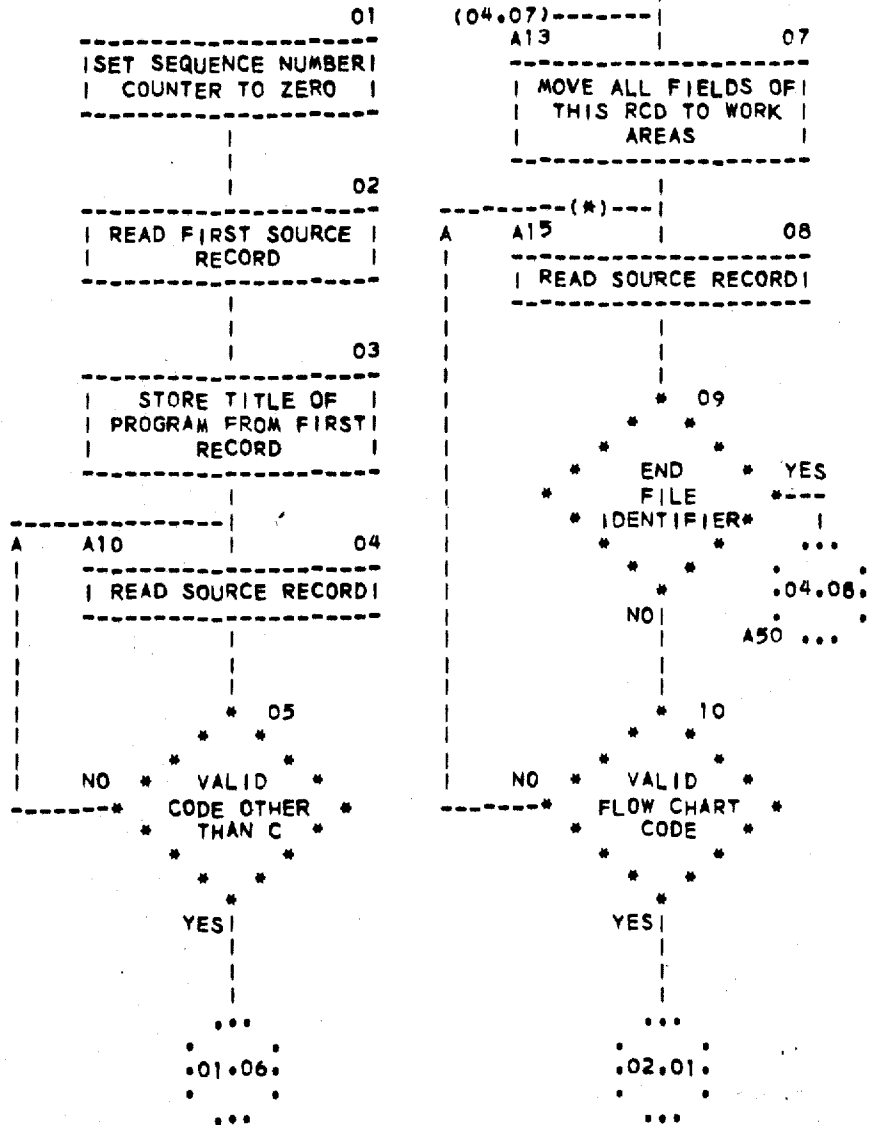 01
SET SEQUENCE NUMBER
COUNTER TO ZERO
02
READ FIRST SOURCE
RECORD
03
STORE TITLE OF
PROGRAM FROM FIRST
RECORD
A A10 04
READ SOURCE RECORD
05
NO VALID
CODE OTHER
THAN C
YES
.01.06.
(04.07)
A13 07
MOVE ALL FIELDS OF
THIS RCD TO WORK
AREAS
(*)
A A15 08
READ SOURCE RECORD
09
END YES
FILE
IDENTIFIER
.04.08.
NO
A50
10
NO VALID
FLOW CHART
CODE
YES
.02.01.